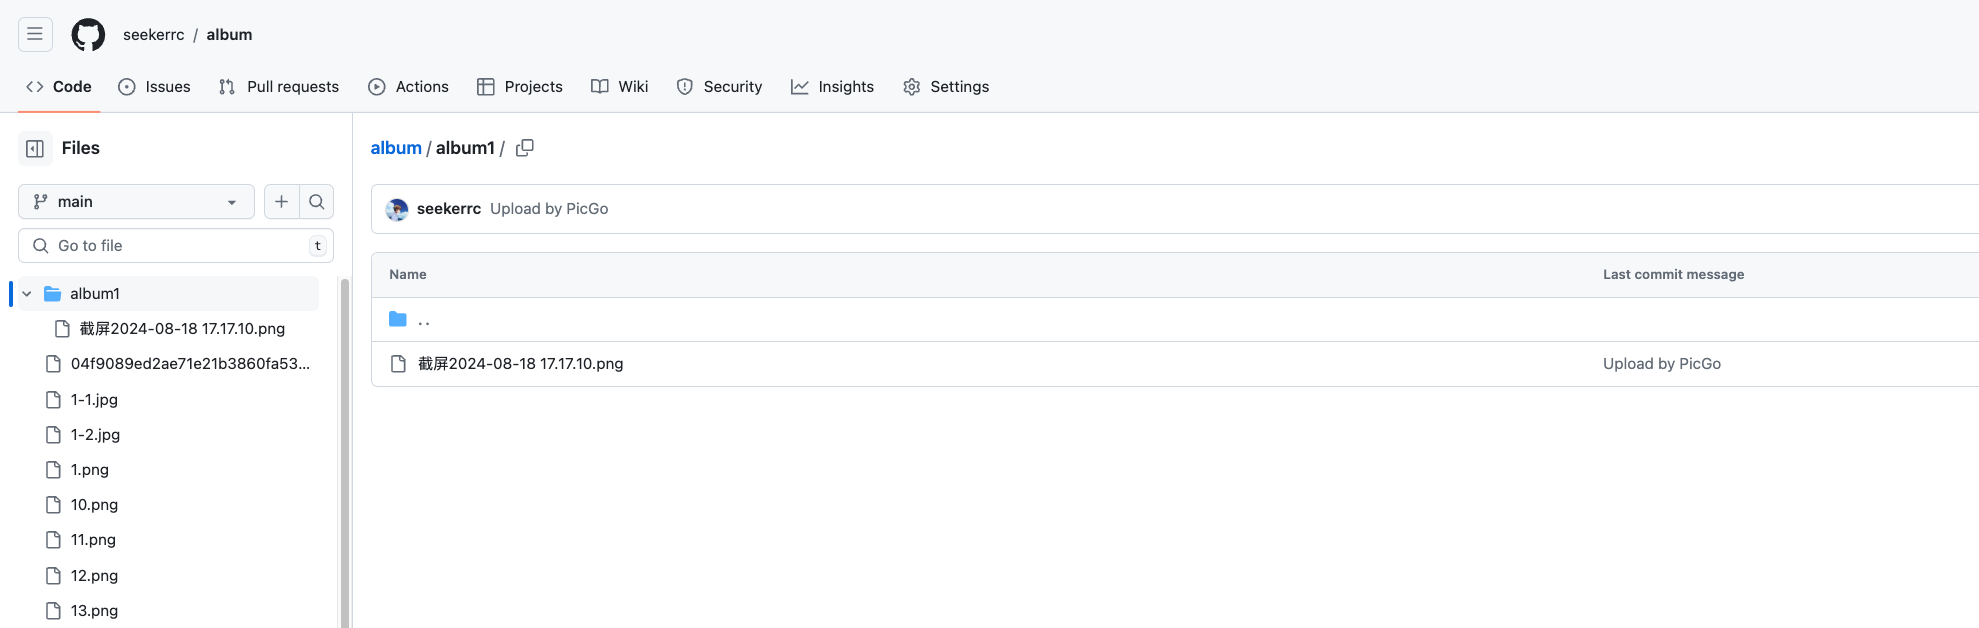 seekerrc / album
Code Issues Pull requests Actions Projects Wiki Security Insights Settings
Files
main
Go to file t
album1
截屏2024-08-18 17.17.10.png
04f9089ed2ae71e21b3860fa53...
1-1.jpg
1-2.jpg
1.png
10.png
11.png
12.png
13.png
album / album1 /
seekerrc Upload by PicGo
Name Last commit message
..
截屏2024-08-18 17.17.10.png Upload by PicGo